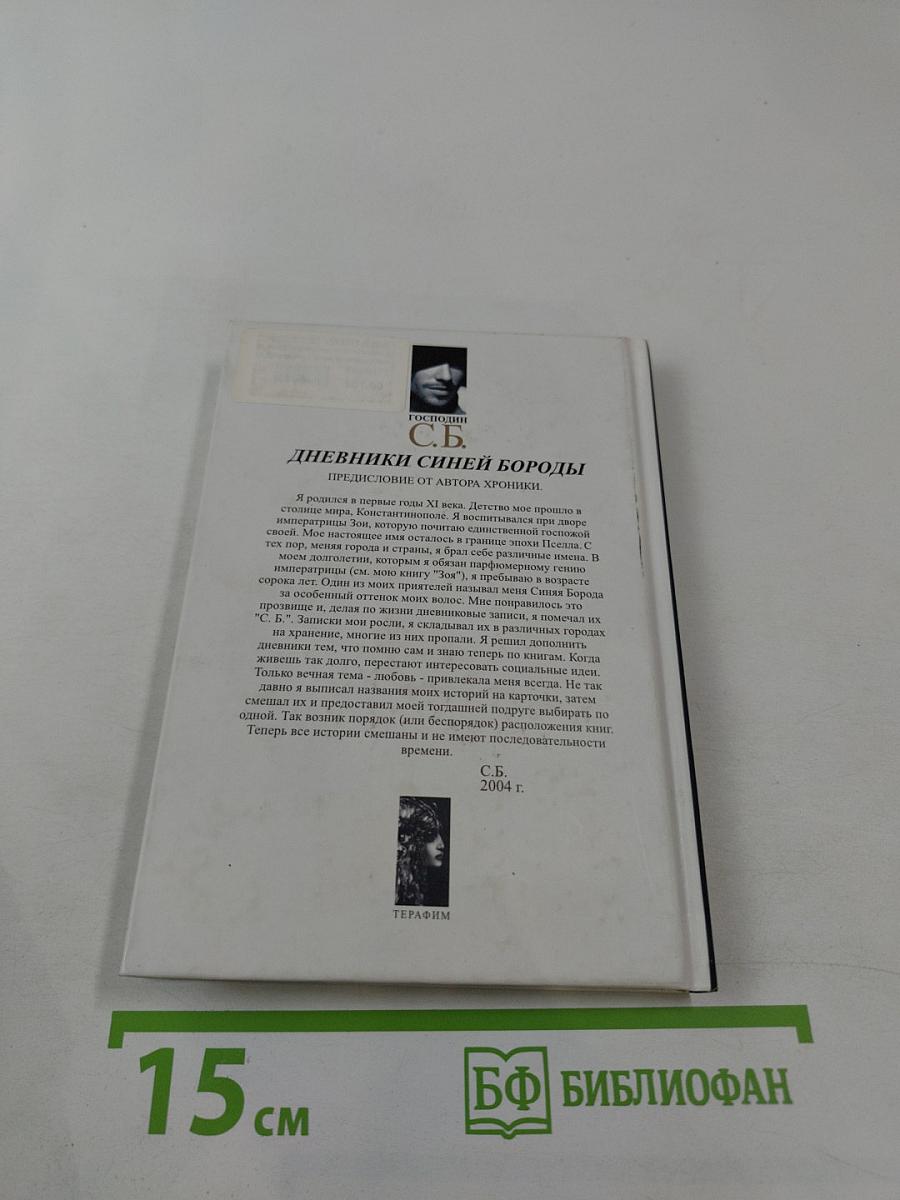 ГОСПОДИН
С.Б.
ДНЕВНИКИ СИНЕЙ БОРОДЫ
ПРЕДИСЛОВИЕ ОТ АВТОРА ХРОНИКИ.
Я родился в первые годы XI века. Детство мое прошло в
столице мира, Константинополе. Я воспитывался при дворе
императрицы Зои, которую почитаю единственной госпожой
своей. Мое настоящее имя осталось в границе эпохи Пселла. С
тех пор, меняя города и страны, я брал себе различные имена. В
моем долголетии, которым я обязан парфюмерному гению
императрицы (см. мою книгу "Зоя"), я пребываю в возрасте
сорока лет. Один из моих приятелей называл меня Синяя Борода
за особенный оттенок моих волос. Мне понравилось это
прозвище и, делая по жизни дневниковые записи, я помечал их
"С. Б.". Записки мои росли, я складывал их в различных городах
на хранение, многие из них пропали. Я решил дополнить
дневники тем, что помню сам и знаю теперь по книгам. Когда
живешь так долго, перестают интересовать социальные идеи.
Только вечная тема - любовь - привлекала меня всегда. Не так
давно я выписал названия моих историй на карточки, затем
смешал их и предоставил моей тогдашней подруге выбирать по
одной. Так возник порядок (или беспорядок) расположения книг.
Теперь все истории смешаны и не имеют последовательности
времени.
С.Б.
2004 г.
ТЕРАФИМ
15 см
БФ БИБЛИОФАН